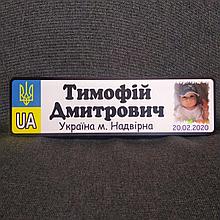 Тимофій
Дмитрович
Україна м. Надвірна
UA
20.02.2020